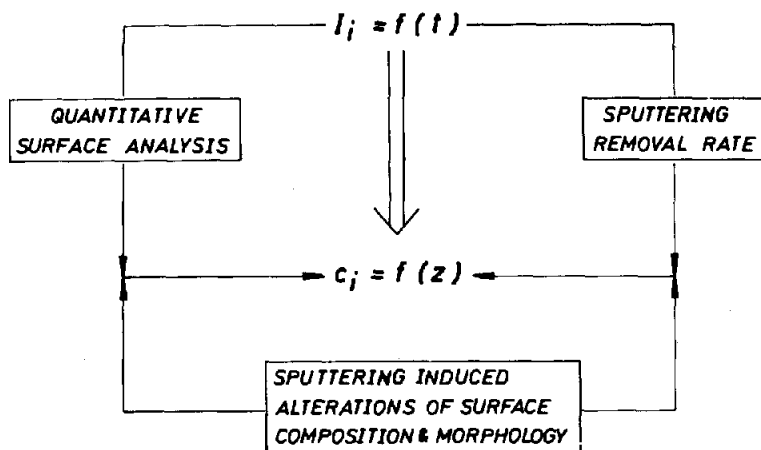 I_i = f(t)
QUANTITATIVE
SURFACE ANALYSIS
SPUTTERING
REMOVAL RATE
c_i = f(z)
SPUTTERING INDUCED
ALTERATIONS OF SURFACE
COMPOSITION & MORPHOLOGY